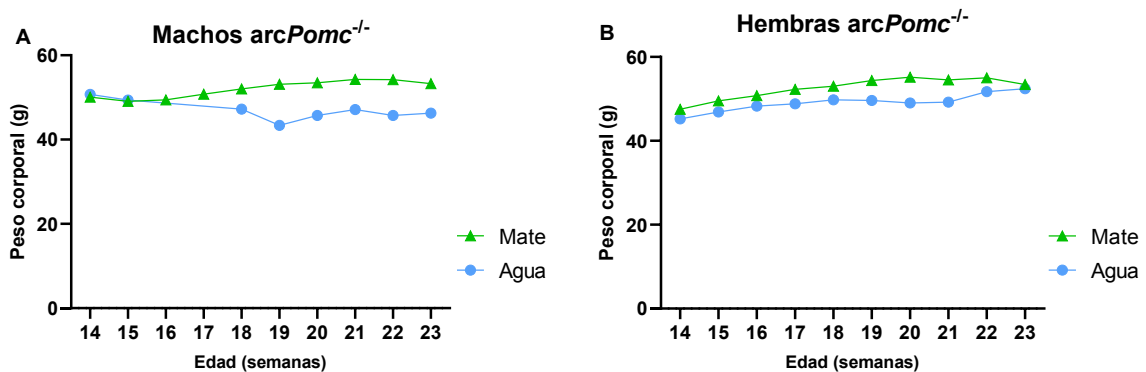 A
Machos arcPomc-/-
60
40
20
0
Peso corporal (g)
14 15 16 17 18 19 20 21 22 23
Edad (semanas)
Mate
Agua
B
Hembras arcPomc-/-
60
40
20
0
Peso corporal (g)
14 15 16 17 18 19 20 21 22 23
Edad (semanas)
Mate
Agua